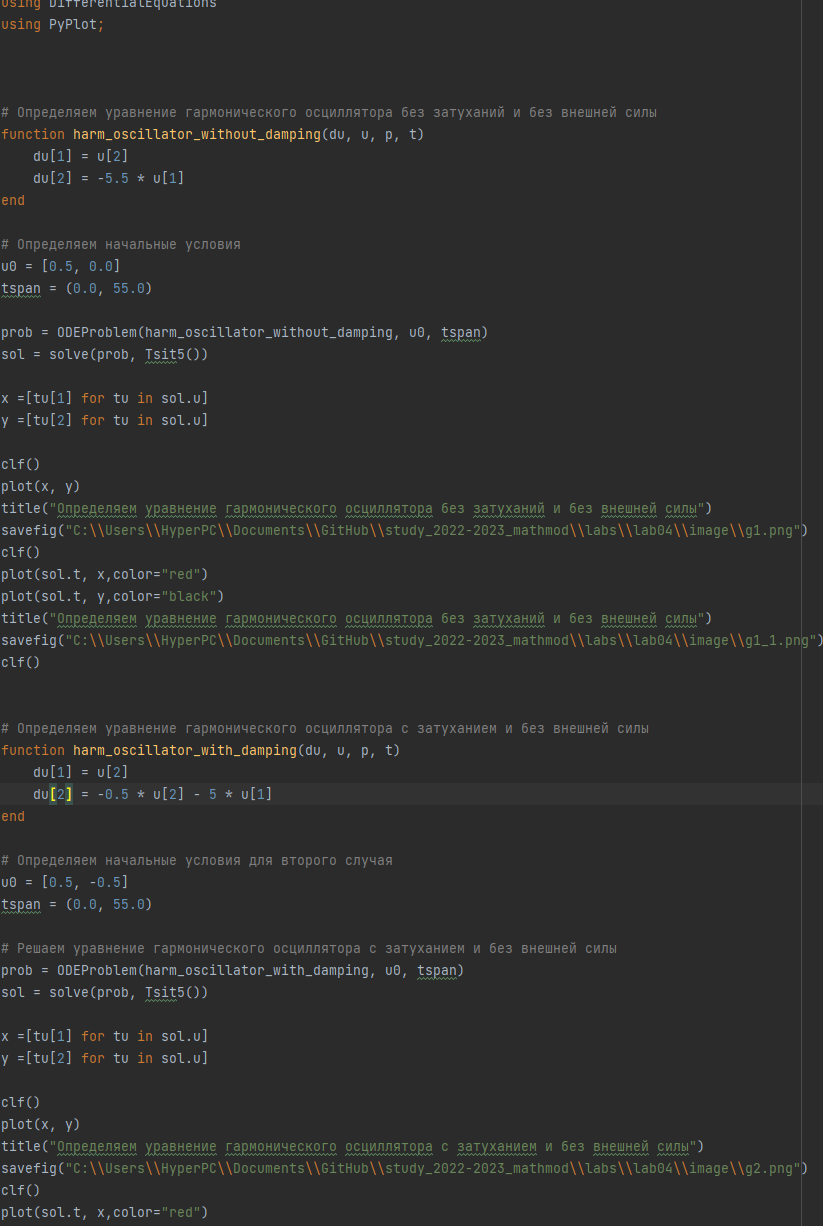 using DifferentialEquations
using PyPlot;
# Определяем уравнение гармонического осциллятора без затуханий и без внешней силы
function harm_oscillator_without_damping(du, u, p, t)
    du[1] = u[2]
    du[2] = -5.5 * u[1]
end
# Определяем начальные условия
u0 = [0.5, 0.0]
tspan = (0.0, 55.0)
prob = ODEProblem(harm_oscillator_without_damping, u0, tspan)
sol = solve(prob, Tsit5())
x =[tu[1] for tu in sol.u]
y =[tu[2] for tu in sol.u]
clf()
plot(x, y)
title("Определяем уравнение гармонического осциллятора без затуханий и без внешней силы")
savefig("C:\\Users\\HyperPC\\Documents\\GitHub\\study_2022-2023_mathmod\\labs\\lab04\\image\\g1.png")
clf()
plot(sol.t, x,color="red")
plot(sol.t, y,color="black")
title("Определяем уравнение гармонического осциллятора без затуханий и без внешней силы")
savefig("C:\\Users\\HyperPC\\Documents\\GitHub\\study_2022-2023_mathmod\\labs\\lab04\\image\\g1_1.png")
clf()
# Определяем уравнение гармонического осциллятора с затуханием и без внешней силы
function harm_oscillator_with_damping(du, u, p, t)
    du[1] = u[2]
    du[2] = -0.5 * u[2] - 5 * u[1]
end
# Определяем начальные условия для второго случая
u0 = [0.5, -0.5]
tspan = (0.0, 55.0)
# Решаем уравнение гармонического осциллятора с затуханием и без внешней силы
prob = ODEProblem(harm_oscillator_with_damping, u0, tspan)
sol = solve(prob, Tsit5())
x =[tu[1] for tu in sol.u]
y =[tu[2] for tu in sol.u]
clf()
plot(x, y)
title("Определяем уравнение гармонического осциллятора с затуханием и без внешней силы")
savefig("C:\\Users\\HyperPC\\Documents\\GitHub\\study_2022-2023_mathmod\\labs\\lab04\\image\\g2.png")
clf()
plot(sol.t, x,color="red")